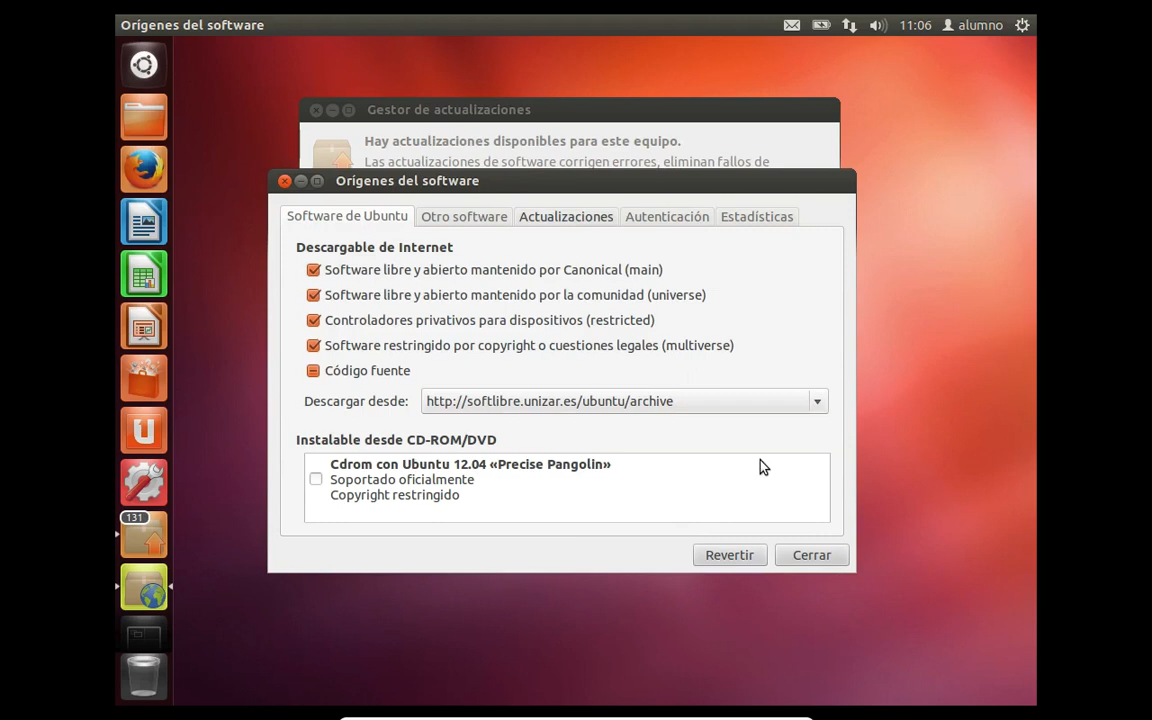 Orígenes del software
11:06
alumno
Gestor de actualizaciones
Hay actualizaciones disponibles para este equipo.
Las actualizaciones de software corrigen errores, eliminan fallos de
Orígenes del software
Software de Ubuntu
Otro software
Actualizaciones
Autenticación
Estadísticas
Descargable de Internet
Software libre y abierto mantenido por Canonical (main)
Software libre y abierto mantenido por la comunidad (universe)
Controladores privativos para dispositivos (restricted)
Software restringido por copyright o cuestiones legales (multiverse)
Código fuente
Descargar desde:
http://softlibre.unizar.es/ubuntu/archive
Instalable desde CD-ROM/DVD
Cdrom con Ubuntu 12.04 «Precise Pangolin»
Soportado oficialmente
Copyright restringido
Revertir
Cerrar
131